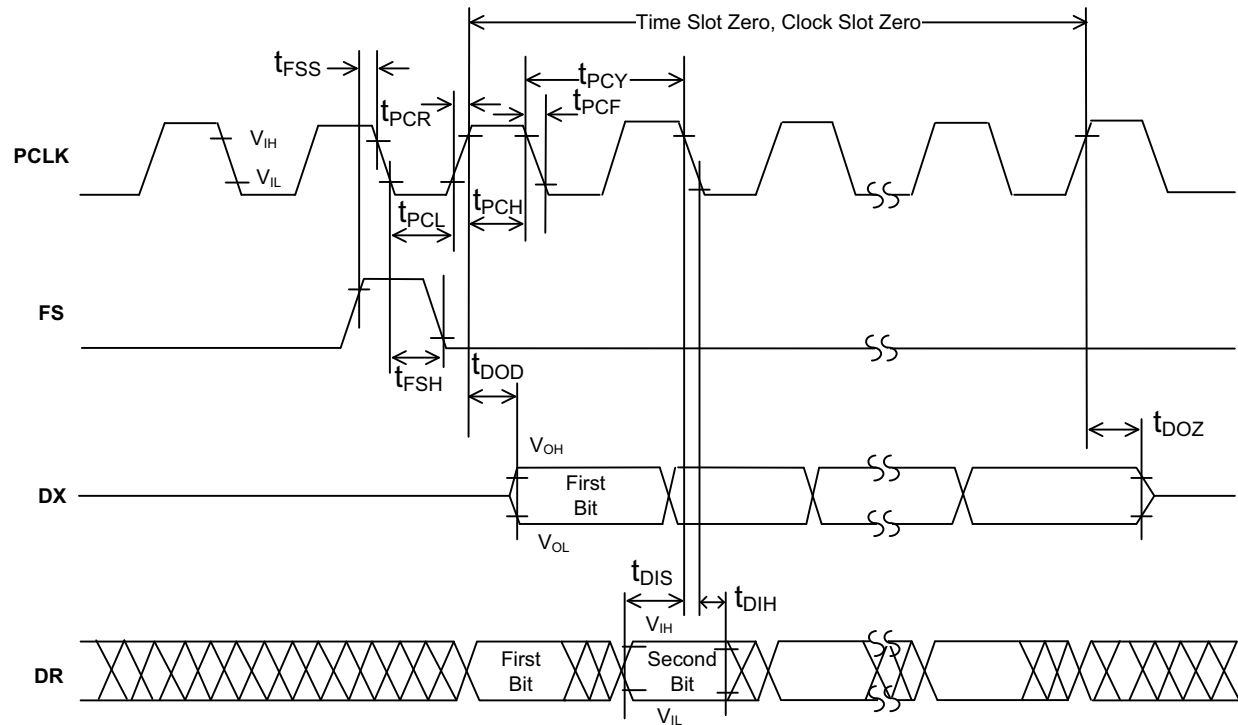 Time Slot Zero, Clock Slot Zero
tFSS
tPCY
tPCR
tPCF
PCLK
VIH
VIL
tPCL
tPCH
FS
tFSH
tDOD
tDOZ
VOH
DX
First
Bit
VOL
tDIS
tDIH
VIH
DR
First
Bit
Second
Bit
VIL